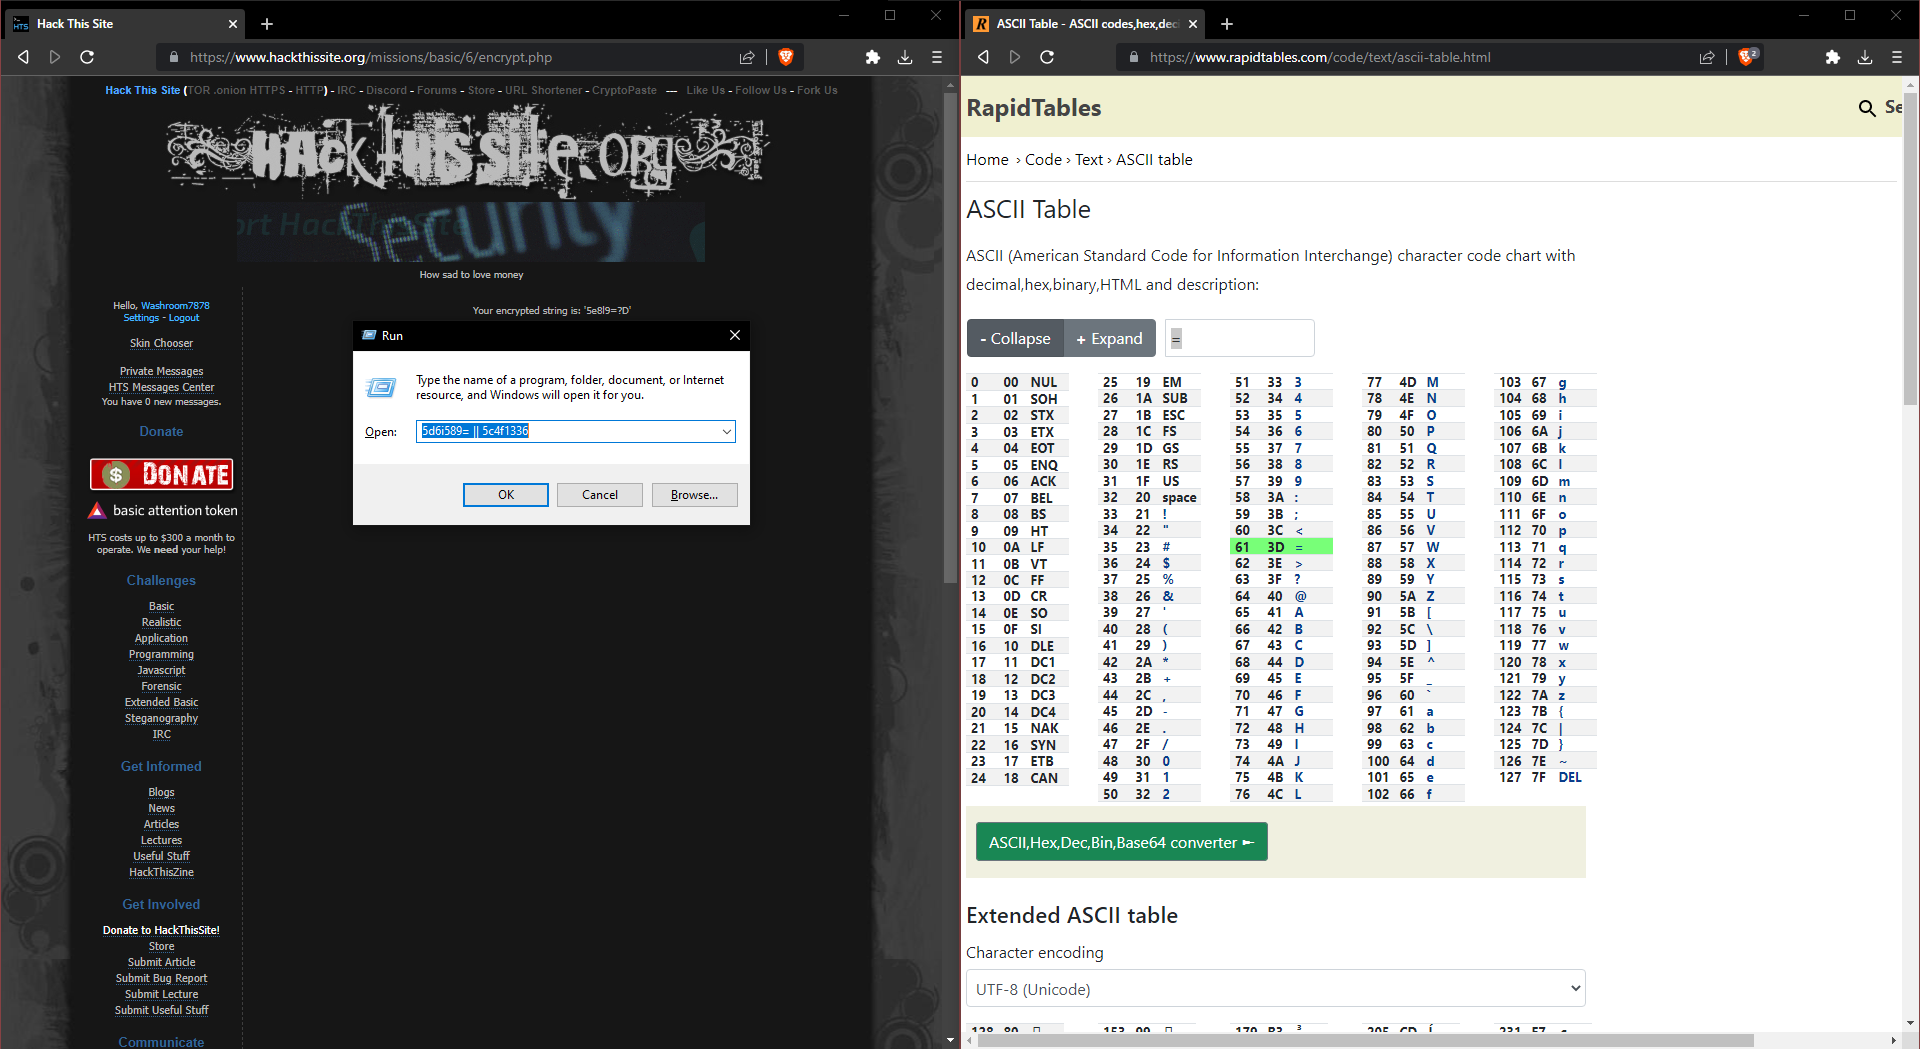 Hack This Site
https://www.hackthissite.org/missions/basic/6/encrypt.php
Hack This Site (TOR .onion HTTPS - HTTP) - IRC - Discord - Forums - Store - URL Shortener - CryptoPaste --- Like Us - Follow Us - Fork Us
HACK THIS SITE.ORG
ort HackThisSite
Security
How sad to love money
Hello, Washroom7878
Settings - Logout
Skin Chooser
Private Messages
HTS Messages Center
You have 0 new messages.
Donate
$ DONATE
basic attention token
HTS costs up to $300 a month to
operate. We need your help!
Challenges
Basic
Realistic
Application
Programming
Javascript
Forensic
Extended Basic
Steganography
IRC
Get Informed
Blogs
News
Articles
Lectures
Useful Stuff
HackThisZine
Get Involved
Donate to HackThisSite!
Store
Submit Article
Submit Bug Report
Submit Lecture
Submit Useful Stuff
Communicate
Your encrypted string is: '5e8l9=?D'
Run
Type the name of a program, folder, document, or Internet
resource, and Windows will open it for you.
Open: 5d6i589= || 5c4f1336
OK Cancel Browse...
ASCII Table - ASCII codes,hex,deci
https://www.rapidtables.com/code/text/ascii-table.html
2
RapidTables
Se
Home › Code › Text › ASCII table
ASCII Table
ASCII (American Standard Code for Information Interchange) character code chart with
decimal,hex,binary,HTML and description:
- Collapse + Expand =
0 00 NUL 25 19 EM 51 33 3 77 4D M 103 67 g
1 01 SOH 26 1A SUB 52 34 4 78 4E N 104 68 h
2 02 STX 27 1B ESC 53 35 5 79 4F O 105 69 i
3 03 ETX 28 1C FS 54 36 6 80 50 P 106 6A j
4 04 EOT 29 1D GS 55 37 7 81 51 Q 107 6B k
5 05 ENQ 30 1E RS 56 38 8 82 52 R 108 6C l
6 06 ACK 31 1F US 57 39 9 83 53 S 109 6D m
7 07 BEL 32 20 space 58 3A : 84 54 T 110 6E n
8 08 BS 33 21 ! 59 3B ; 85 55 U 111 6F o
9 09 HT 34 22 " 60 3C < 86 56 V 112 70 p
10 0A LF 35 23 # 61 3D = 87 57 W 113 71 q
11 0B VT 36 24 $ 62 3E > 88 58 X 114 72 r
12 0C FF 37 25 % 63 3F ? 89 59 Y 115 73 s
13 0D CR 38 26 & 64 40 @ 90 5A Z 116 74 t
14 0E SO 39 27 ' 65 41 A 91 5B [ 117 75 u
15 0F SI 40 28 ( 66 42 B 92 5C \ 118 76 v
16 10 DLE 41 29 ) 67 43 C 93 5D ] 119 77 w
17 11 DC1 42 2A * 68 44 D 94 5E ^ 120 78 x
18 12 DC2 43 2B + 69 45 E 95 5F _ 121 79 y
19 13 DC3 44 2C , 70 46 F 96 60 ` 122 7A z
20 14 DC4 45 2D - 71 47 G 97 61 a 123 7B {
21 15 NAK 46 2E . 72 48 H 98 62 b 124 7C |
22 16 SYN 47 2F / 73 49 I 99 63 c 125 7D }
23 17 ETB 48 30 0 74 4A J 100 64 d 126 7E ~
24 18 CAN 49 31 1 75 4B K 101 65 e 127 7F DEL
50 32 2 76 4C L 102 66 f
ASCII,Hex,Dec,Bin,Base64 converter
Extended ASCII table
Character encoding
UTF-8 (Unicode)
128 80 153 99 179 B3 ³ 205 CD Í 231 E7